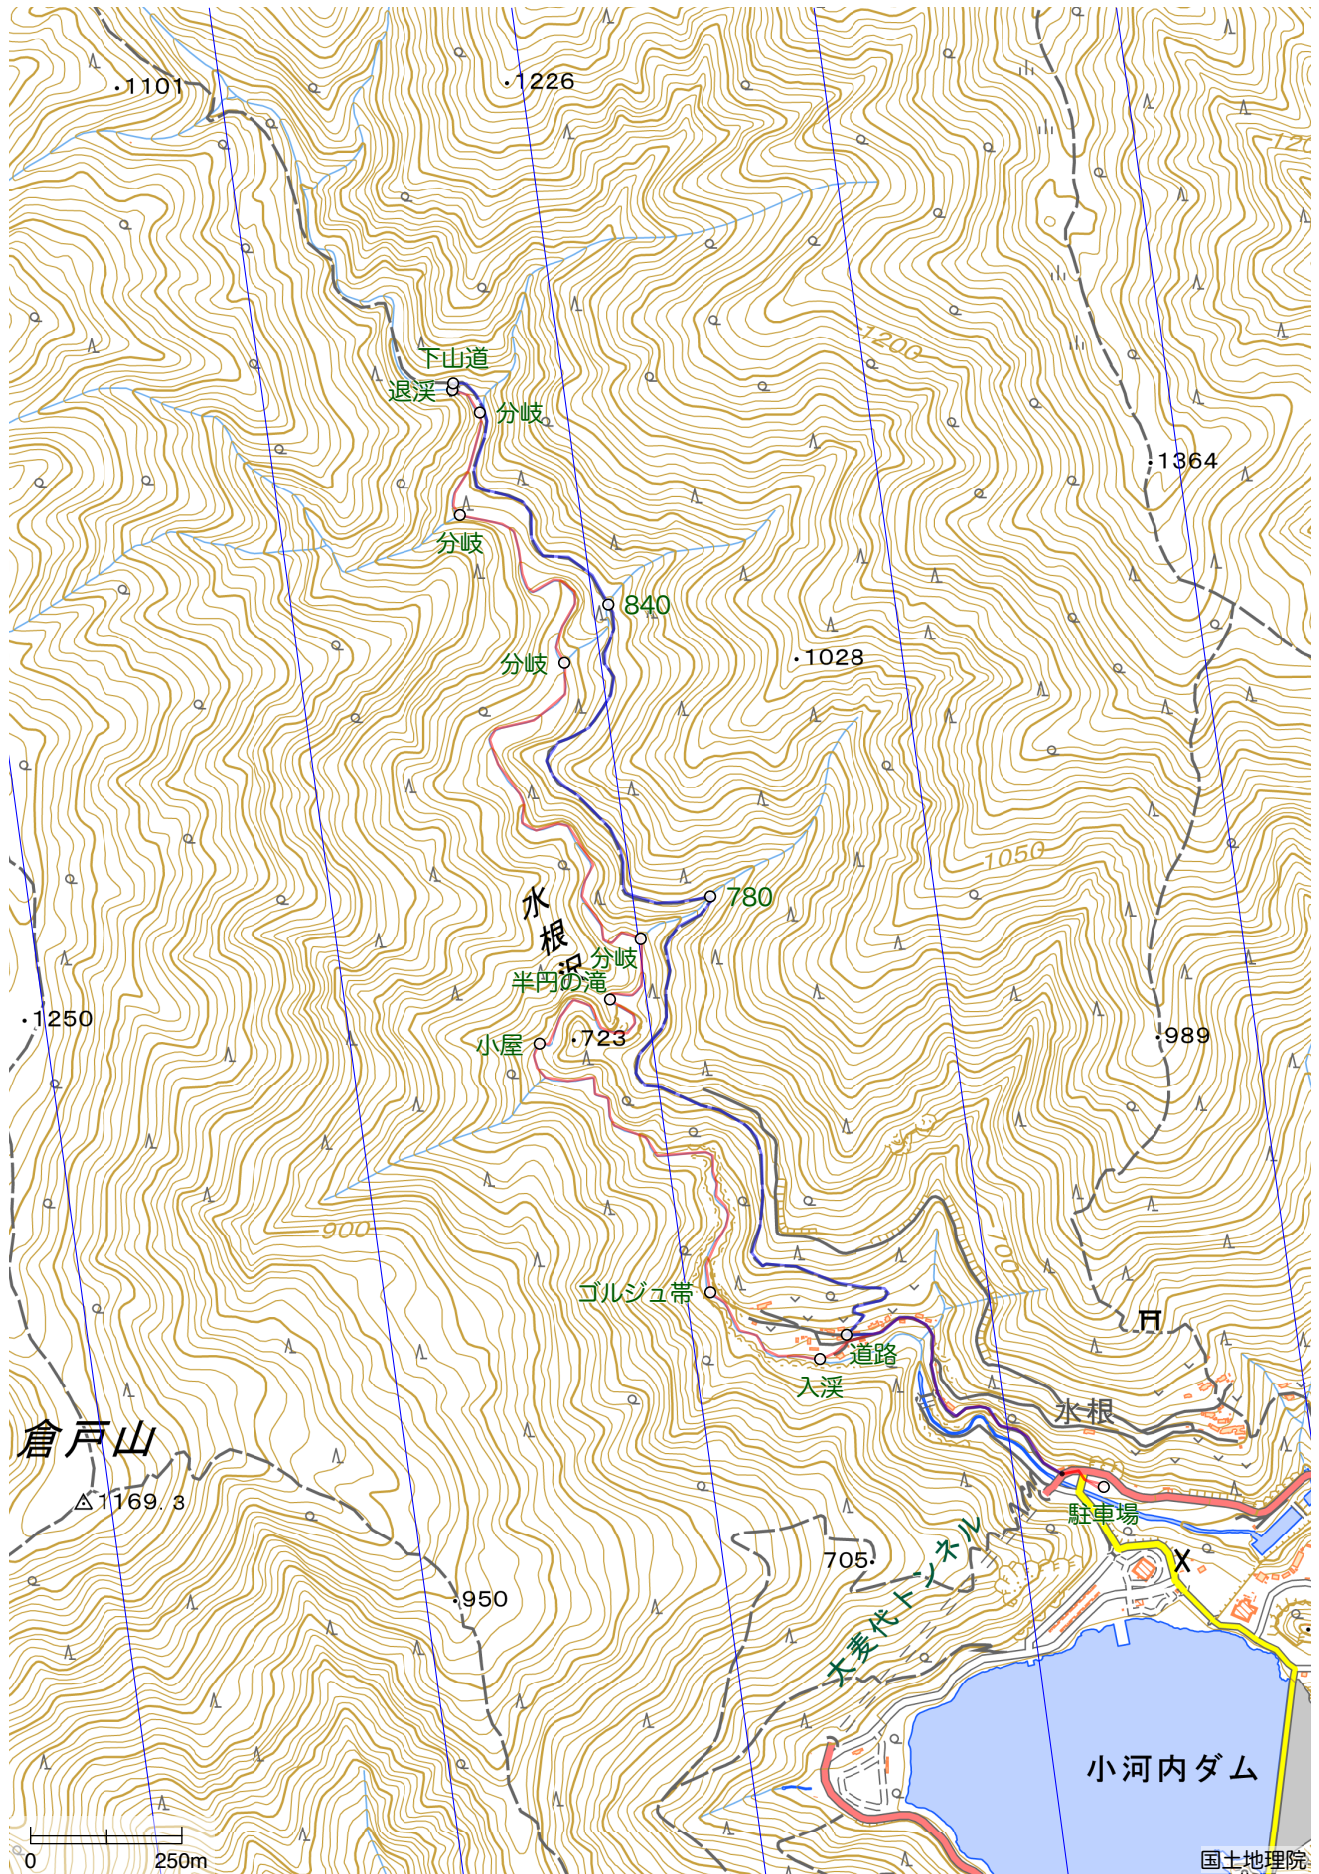 1101
1226
120
1200
下山道
退渓
分岐
1364
分岐
840
分岐
1028
1050
780
水根沢
分岐
半円の滝
1250
小屋
723
989
900
700
ゴルジュ帯
道路
入渓
水根
倉戸山
1169.3
駐車場
大麦代トンネル
705
950
小河内ダム
0 250m
国土地理院